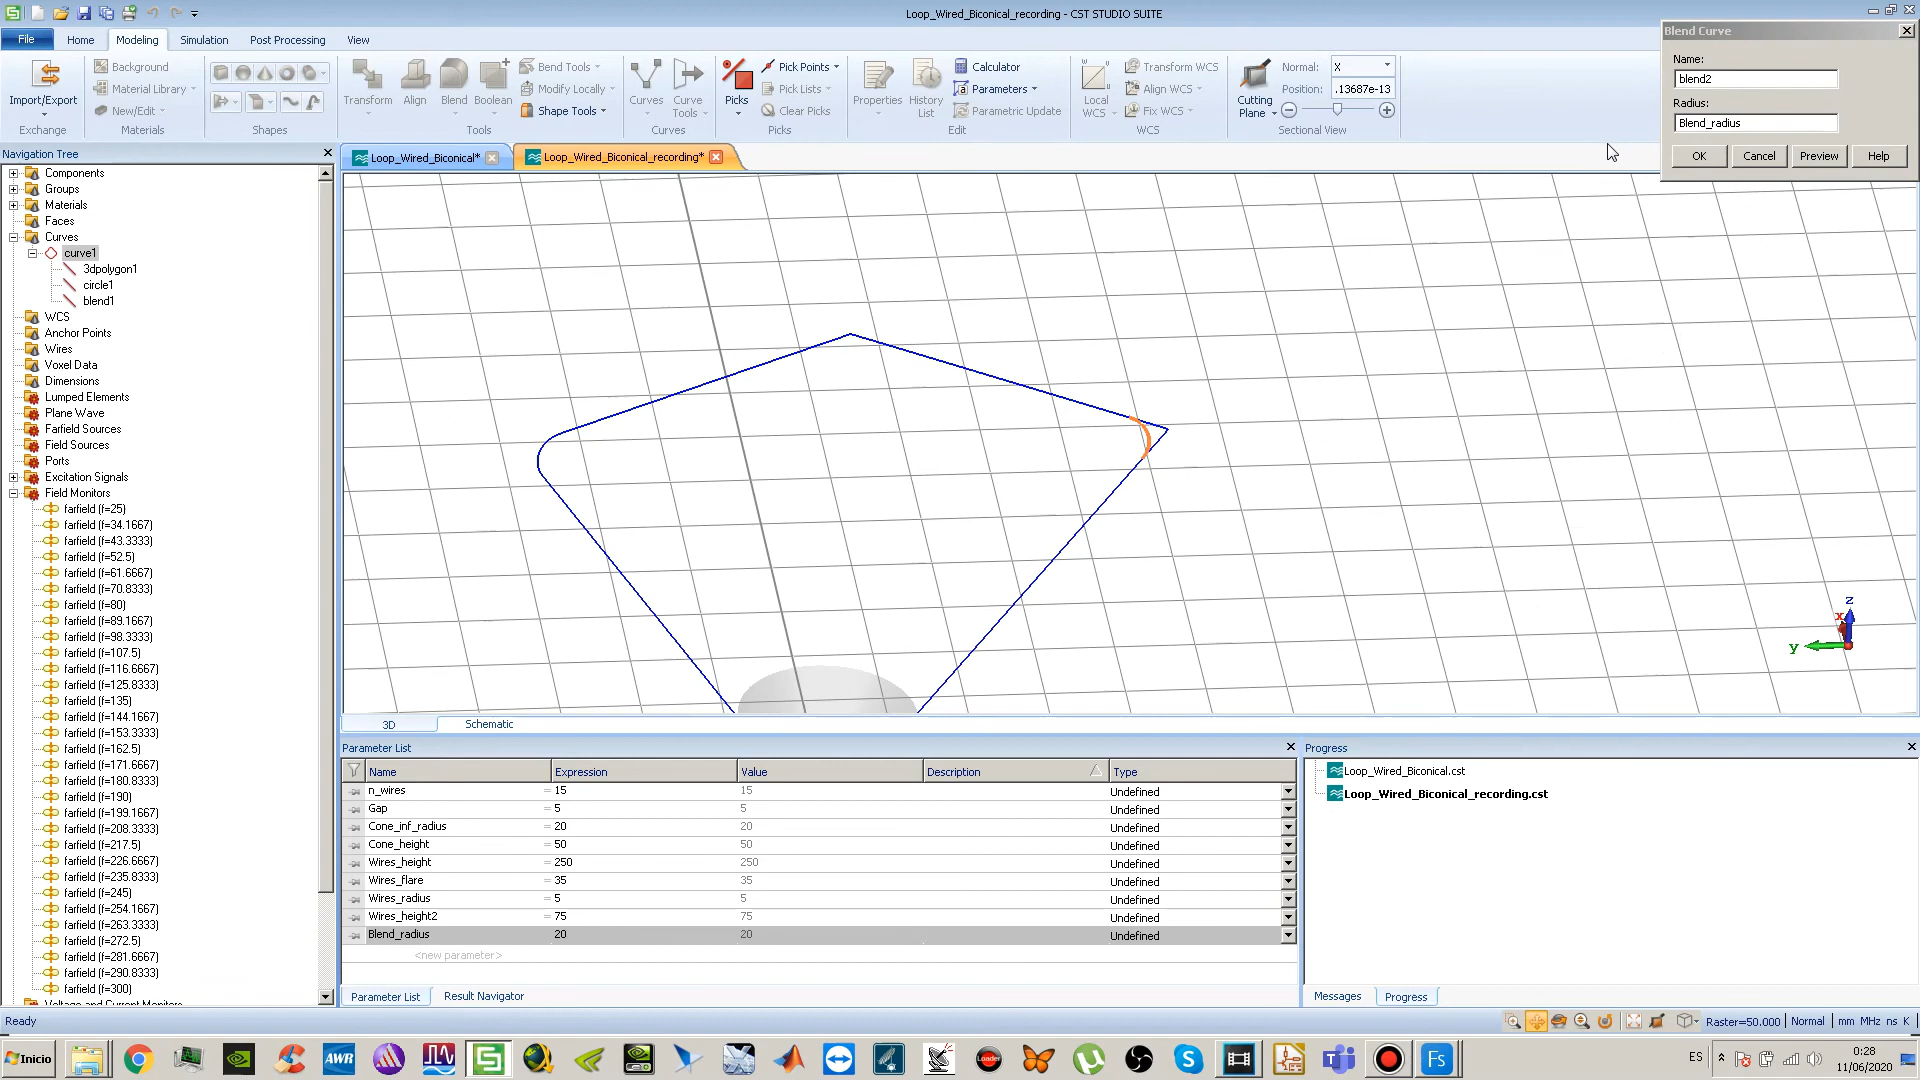 Loop_Wired_Biconical_recording - CST STUDIO SUITE
File Home Modeling Simulation Post Processing View
Import/Export
Exchange
Background
Material Library
New/Edit
Materials
Shapes
Transform
Align
Blend
Boolean
Bend Tools
Modify Locally
Shape Tools
Tools
Curves
Curve Tools
Curves
Picks
Pick Points
Pick Lists
Clear Picks
Picks
Properties
History List
Calculator
Parameters
Parametric Update
Edit
Local WCS
Transform WCS
Align WCS
Fix WCS
WCS
Cutting Plane
Normal: X
Position: .13687e-13
Sectional View
Blend Curve
Name:
blend2
Radius:
Blend_radius
OK Cancel Preview Help
Navigation Tree
Components
Groups
Materials
Faces
Curves
curve1
3dpolygon1
circle1
blend1
WCS
Anchor Points
Wires
Voxel Data
Dimensions
Lumped Elements
Plane Wave
Farfield Sources
Field Sources
Ports
Excitation Signals
Field Monitors
farfield (f=25)
farfield (f=34.1667)
farfield (f=43.3333)
farfield (f=52.5)
farfield (f=61.6667)
farfield (f=70.8333)
farfield (f=80)
farfield (f=89.1667)
farfield (f=98.3333)
farfield (f=107.5)
farfield (f=116.6667)
farfield (f=125.8333)
farfield (f=135)
farfield (f=144.1667)
farfield (f=153.3333)
farfield (f=162.5)
farfield (f=171.6667)
farfield (f=180.8333)
farfield (f=190)
farfield (f=199.1667)
farfield (f=208.3333)
farfield (f=217.5)
farfield (f=226.6667)
farfield (f=235.8333)
farfield (f=245)
farfield (f=254.1667)
farfield (f=263.3333)
farfield (f=272.5)
farfield (f=281.6667)
farfield (f=290.8333)
farfield (f=300)
Voltage and Current Monitors
Loop_Wired_Biconical*
Loop_Wired_Biconical_recording*
z
x
y
3D Schematic
Parameter List
Name Expression Value Description Type
n_wires = 15 15 Undefined
Gap = 5 5 Undefined
Cone_inf_radius = 20 20 Undefined
Cone_height = 50 50 Undefined
Wires_height = 250 250 Undefined
Wires_flare = 35 35 Undefined
Wires_radius = 5 5 Undefined
Wires_height2 = 75 75 Undefined
Blend_radius 20 20 Undefined
<new parameter>
Parameter List Result Navigator
Progress
Loop_Wired_Biconical.cst
Loop_Wired_Biconical_recording.cst
Messages Progress
Ready
Raster=50.000 Normal mm MHz ns K
Inicio
AWR
Loader
Fs
ES
0:28
11/06/2020